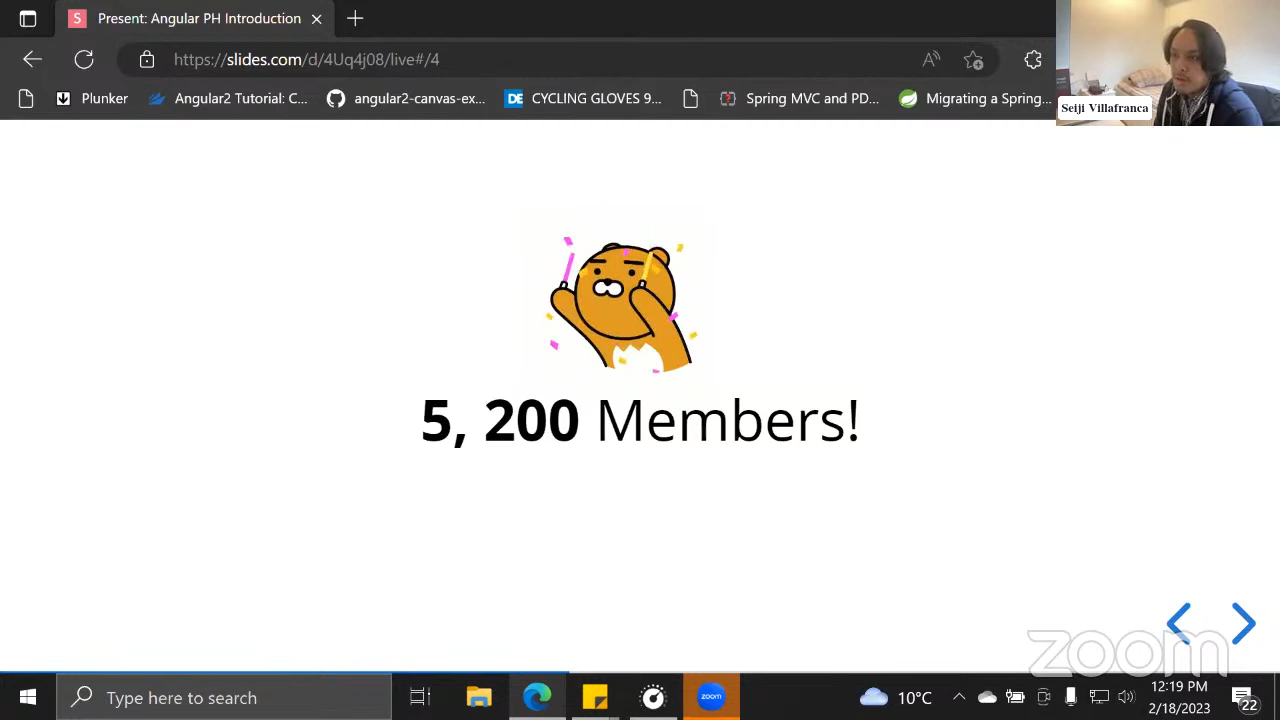 S Present: Angular PH Introduction
https://slides.com/d/4Uq4j08/live#/4
Plunker Angular2 Tutorial: C... angular2-canvas-ex... DE CYCLING GLOVES 9... Spring MVC and PD... Migrating a Spring...
Seiji Villafranca
5, 200 Members!
zoom
Type here to search
zoom
10°C
12:19 PM
2/18/2023
22